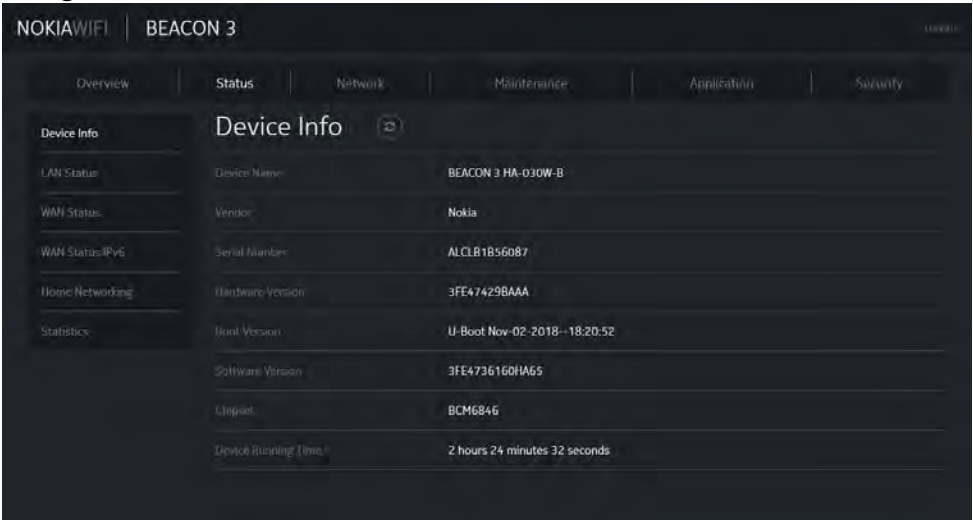 NOKIAWIFI | BEACON 3
Logout
Overview | Status | Network | Maintenance | Application | Security
Device Info
LAN Status
WAN Status
WAN Status IPv6
Home Networking
Statistics
Device Info
Device Name BEACON 3 HA-030W-B
Vendor Nokia
Serial Number ALCLB1B56087
Hardware Version 3FE47429BAAA
Boot Version U-Boot Nov-02-2018--18:20:52
Software Version 3FE4736160HA65
Chipset BCM6846
Device Running Time 2 hours 24 minutes 32 seconds